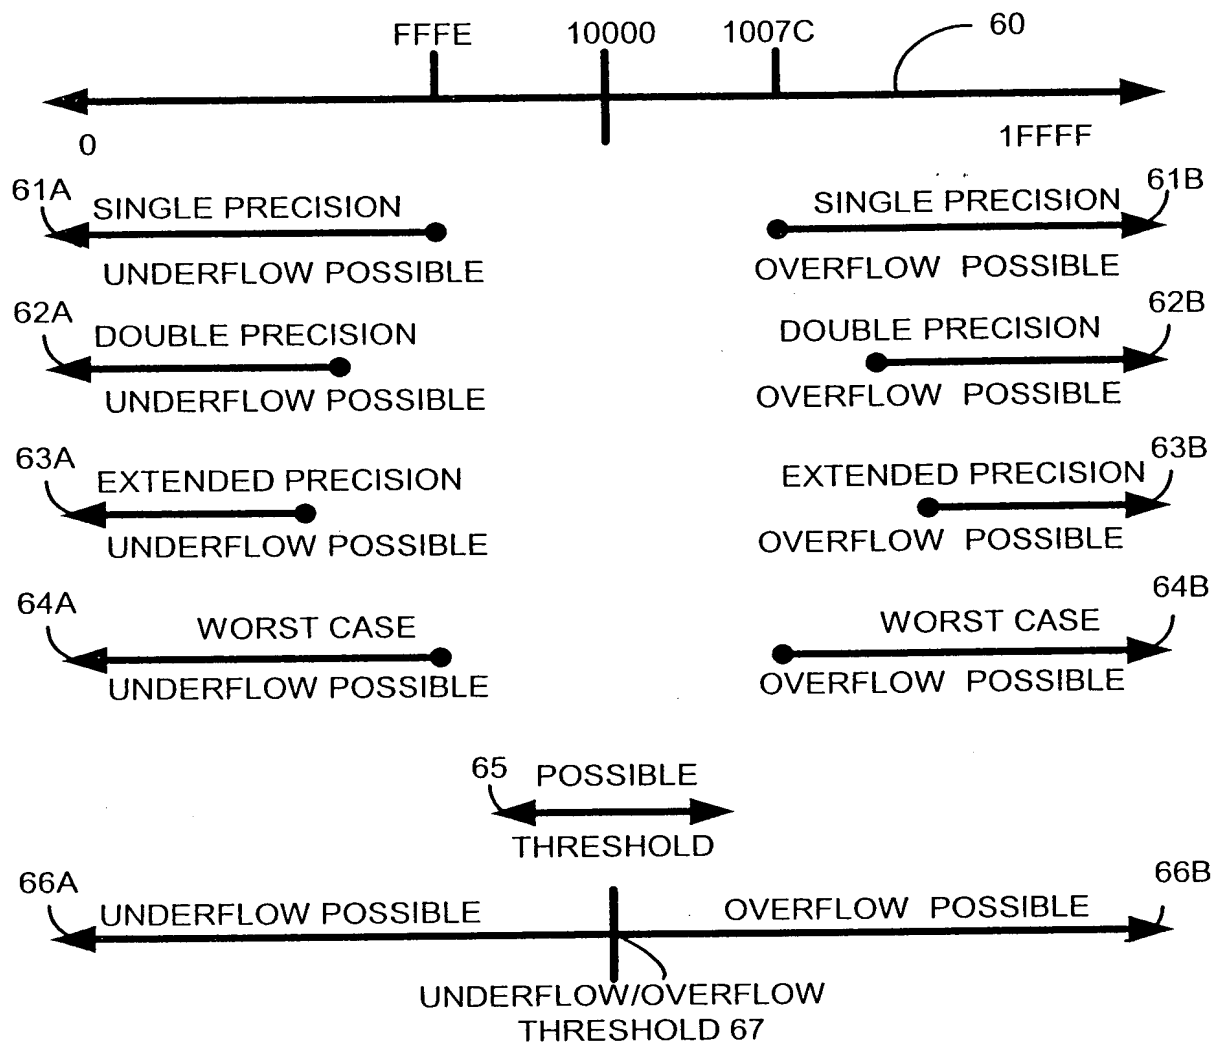 FFFE 10000 1007C 60
0 1FFFF
61A SINGLE PRECISION SINGLE PRECISION 61B
UNDERFLOW POSSIBLE OVERFLOW POSSIBLE
62A DOUBLE PRECISION DOUBLE PRECISION 62B
UNDERFLOW POSSIBLE OVERFLOW POSSIBLE
63A EXTENDED PRECISION EXTENDED PRECISION 63B
UNDERFLOW POSSIBLE OVERFLOW POSSIBLE
64A WORST CASE WORST CASE 64B
UNDERFLOW POSSIBLE OVERFLOW POSSIBLE
65 POSSIBLE
THRESHOLD
66A UNDERFLOW POSSIBLE OVERFLOW POSSIBLE 66B
UNDERFLOW/OVERFLOW
THRESHOLD 67